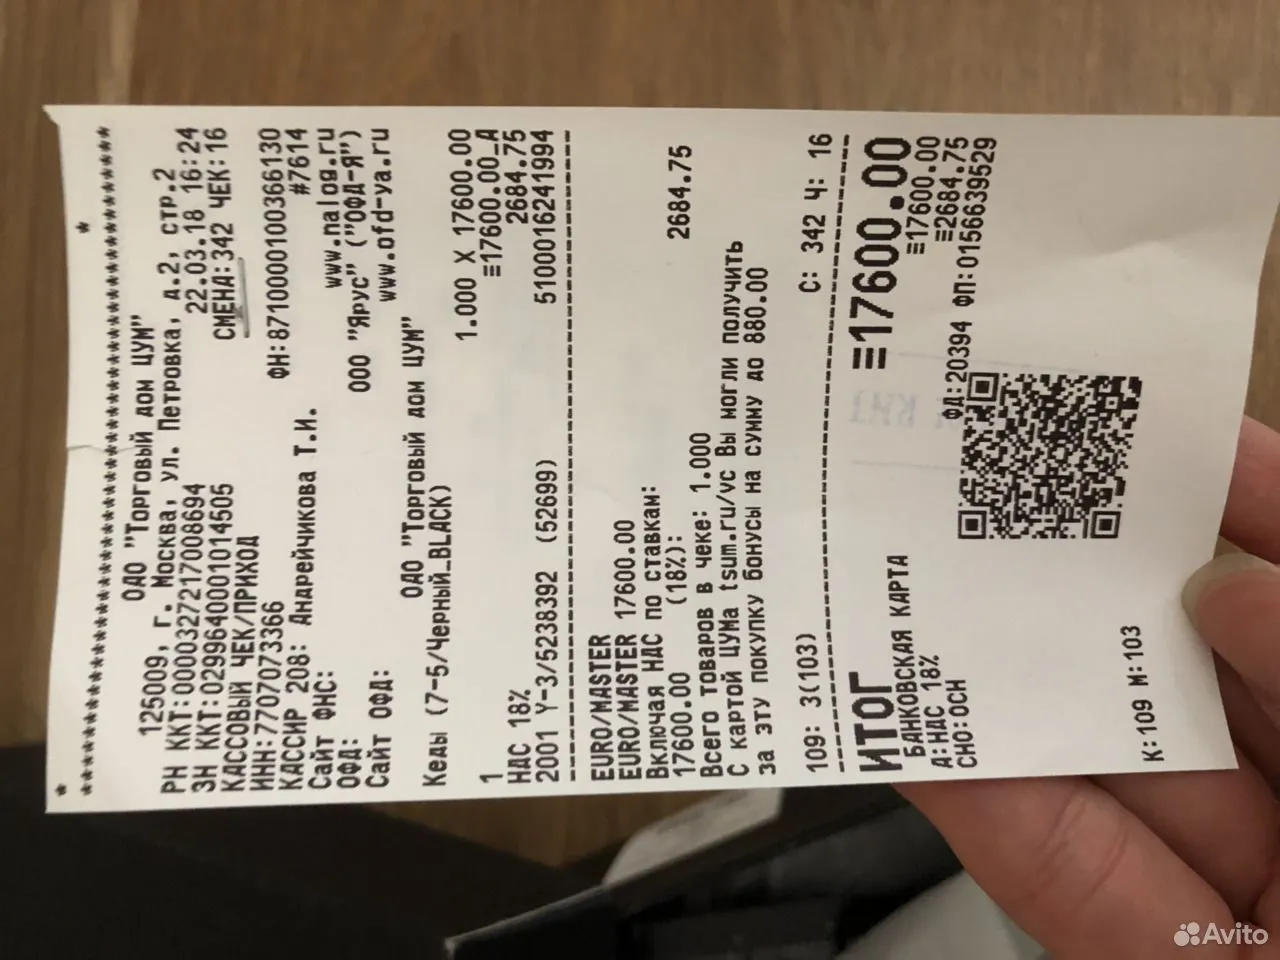 *
*************************************************
*
ОАО "Торговый дом ЦУМ"
125009, г. Москва, ул. Петровка, д.2, стр.2
РН ККТ:0000327217008694 22.03.18 16:24
ЗН ККТ:0299640001014505 СМЕНА:342 ЧЕК:16
КАССОВЫЙ ЧЕК/ПРИХОД
ИНН:7707073366 ФН:8710000100366130
КАССИР 208: Андарейчикова Т.И. #7614
Сайт ФНС: www.nalog.ru
ОФД: ООО "Ярус" ("ОФД-Я")
Сайт ОФД: www.ofd-ya.ru
ОАО "Торговый дом ЦУМ"
Кеды (7-5/Черный_BLACK)
1.000 X 17600.00
1 ≡17600.00_А
НДС 18% 2684.75
2001 Y-3/5238392 (52699) 5100016241994
EURO/MASTER
EURO/MASTER 17600.00
Включая НДС по ставкам:
17600.00 (18%): 2684.75
Всего товаров в чеке: 1.000
С картой ЦУМа tsum.ru/vc Вы могли получить
за эту покупку бонусы на сумму до 880.00
109: 3(103) С: 342 Ч: 16
ИТОГ ≡17600.00
БАНКОВСКАЯ КАРТА ≡17600.00
Д:НДС 18% ≡2684.75
СНО:ОСН ФД:20394 ФП:0156639529
К:109 М:103
Avito